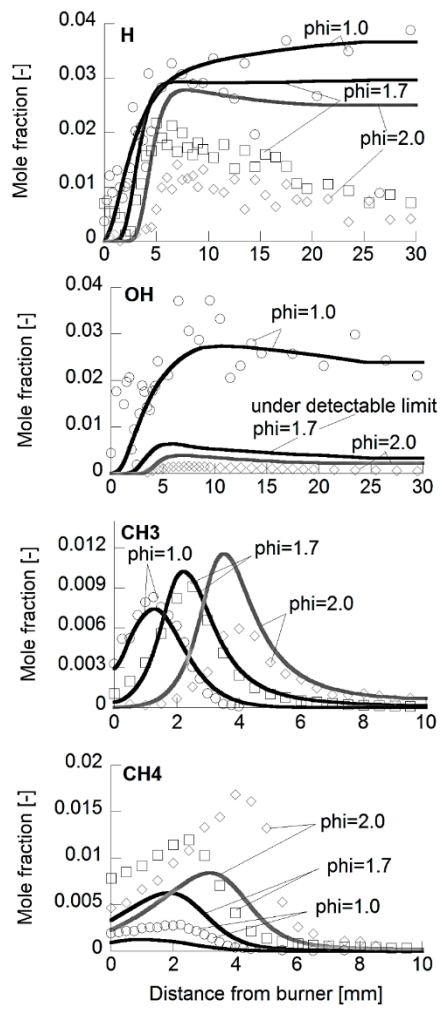 H
phi=1.0
phi=1.7
phi=2.0
Mole fraction [-]
0.04
0.03
0.02
0.01
0
0 5 10 15 20 25 30
OH
phi=1.0
under detectable limit
phi=1.7
phi=2.0
Mole fraction [-]
0.04
0.03
0.02
0.01
0
0 5 10 15 20 25 30
CH3
phi=1.0
phi=1.7
phi=2.0
Mole fraction [-]
0.012
0.009
0.006
0.003
0
0 2 4 6 8 10
CH4
phi=2.0
phi=1.7
phi=1.0
Mole fraction [-]
0.02
0.015
0.01
0.005
0
0 2 4 6 8 10
Distance from burner [mm]